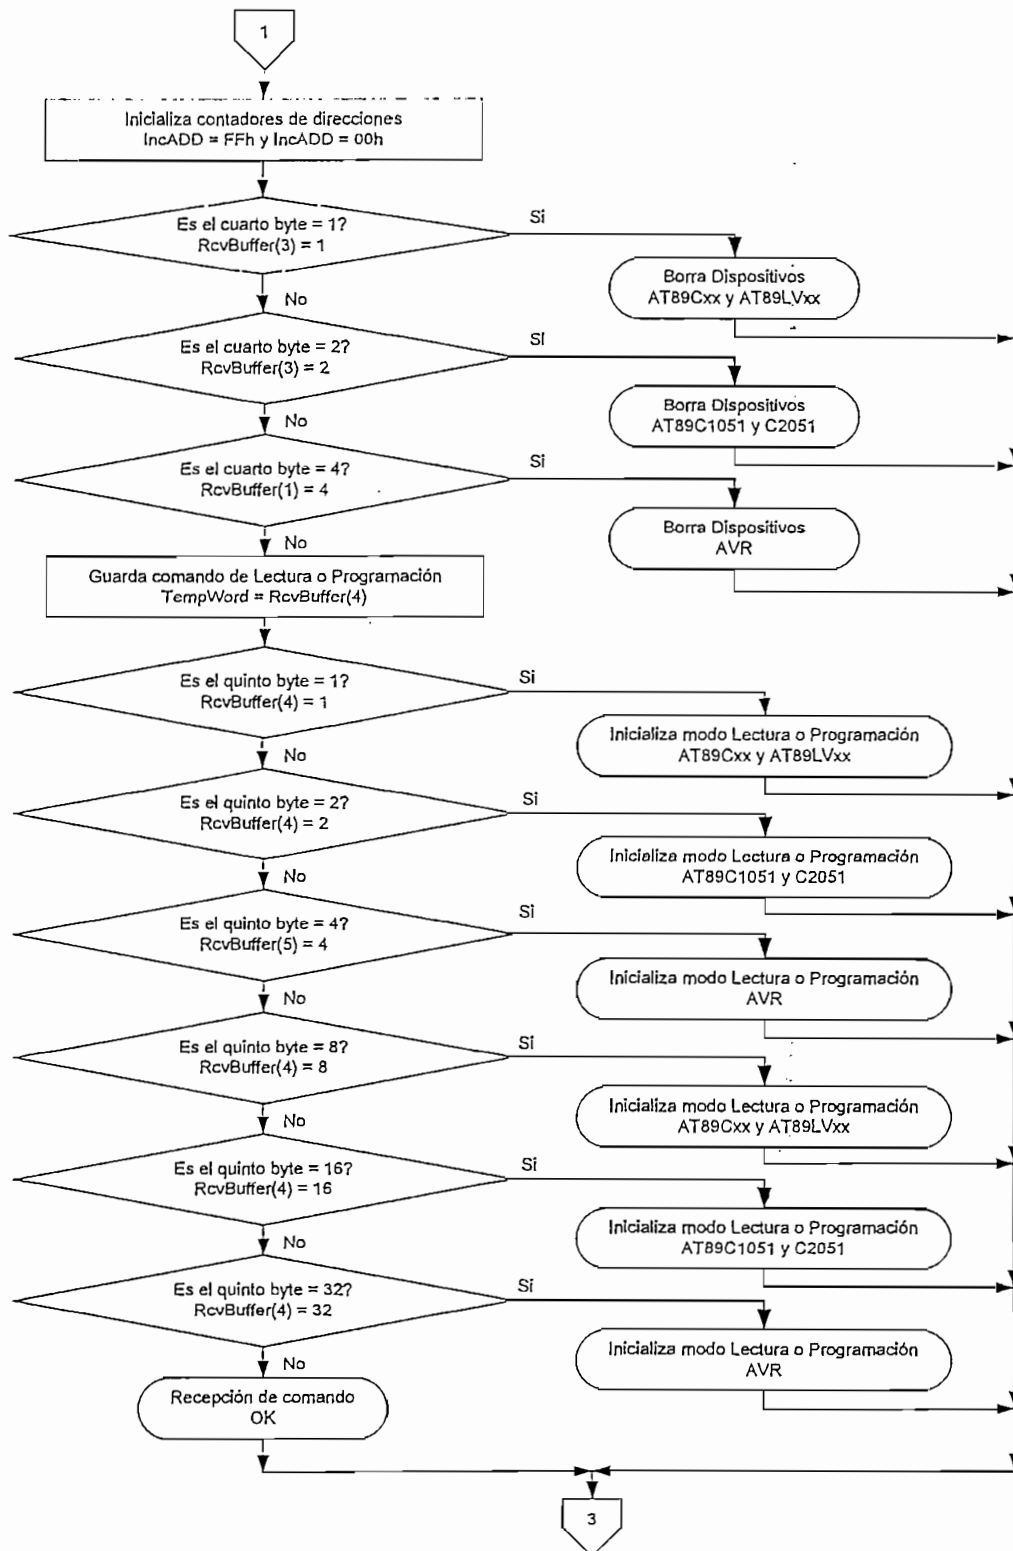 1
Inicializa contadores de direcciones
IncADD = FFh y IncADD = 00h
Es el cuarto byte = 1?
RcvBuffer(3) = 1
Si
Borra Dispositivos
AT89Cxx y AT89LVxx
No
Es el cuarto byte = 2?
RcvBuffer(3) = 2
Si
Borra Dispositivos
AT89C1051 y C2051
No
Es el cuarto byte = 4?
RcvBuffer(1) = 4
Si
Borra Dispositivos
AVR
No
Guarda comando de Lectura o Programación
TempWord = RcvBuffer(4)
Es el quinto byte = 1?
RcvBuffer(4) = 1
Si
Inicializa modo Lectura o Programación
AT89Cxx y AT89LVxx
No
Es el quinto byte = 2?
RcvBuffer(4) = 2
Si
Inicializa modo Lectura o Programación
AT89C1051 y C2051
No
Es el quinto byte = 4?
RcvBuffer(5) = 4
Si
Inicializa modo Lectura o Programación
AVR
No
Es el quinto byte = 8?
RcvBuffer(4) = 8
Si
Inicializa modo Lectura o Programación
AT89Cxx y AT89LVxx
No
Es el quinto byte = 16?
RcvBuffer(4) = 16
Si
Inicializa modo Lectura o Programación
AT89C1051 y C2051
No
Es el quinto byte = 32?
RcvBuffer(4) = 32
Si
Inicializa modo Lectura o Programación
AVR
No
Recepción de comando
OK
3